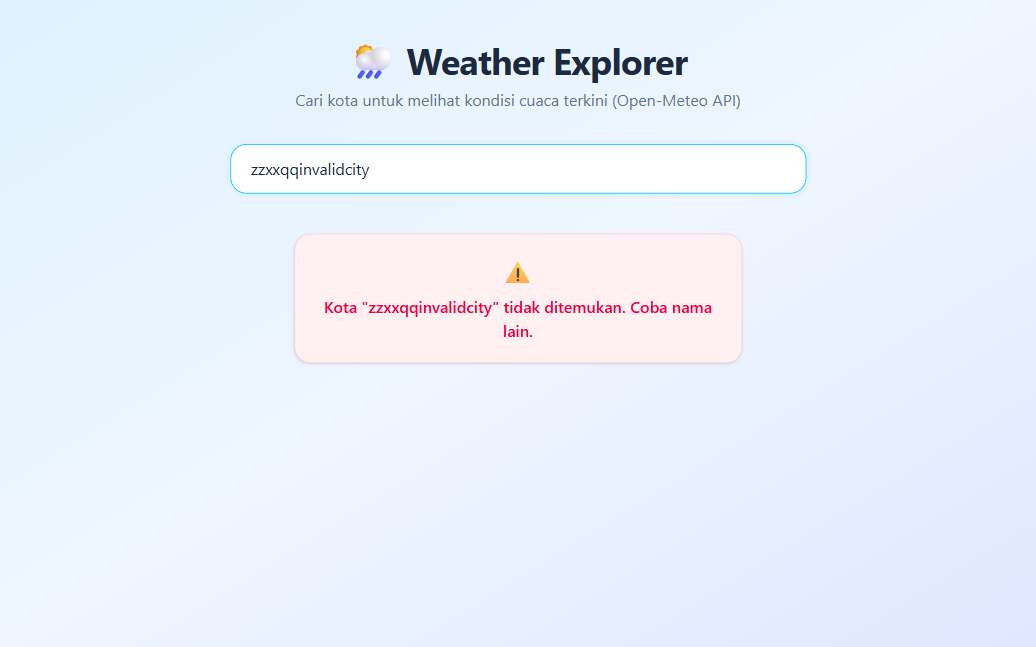 Weather Explorer
Cari kota untuk melihat kondisi cuaca terkini (Open-Meteo API)
zzxxqqinvalidcity
Kota "zzxxqqinvalidcity" tidak ditemukan. Coba nama
lain.